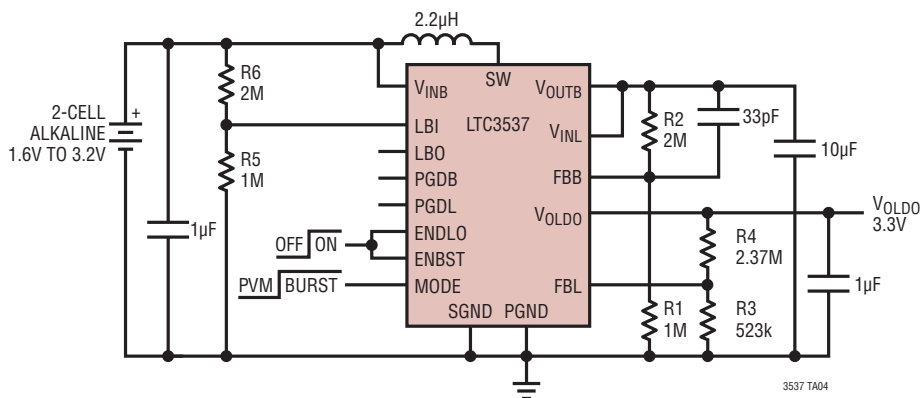 2.2µH
R6
2M
2-CELL
ALKALINE
1.6V TO 3.2V
+
R5
1M
1µF
OFF ON
PVM BURST
SW
VINB
VOUTB
LTC3537
LBI
VINL
LBO
PGDB
FBB
PGDL
VOLDO
ENDLO
ENBST
MODE
FBL
SGND
PGND
R2
2M
33pF
10µF
VOLDO
3.3V
R4
2.37M
1µF
R1
1M
R3
523k
3537 TA04